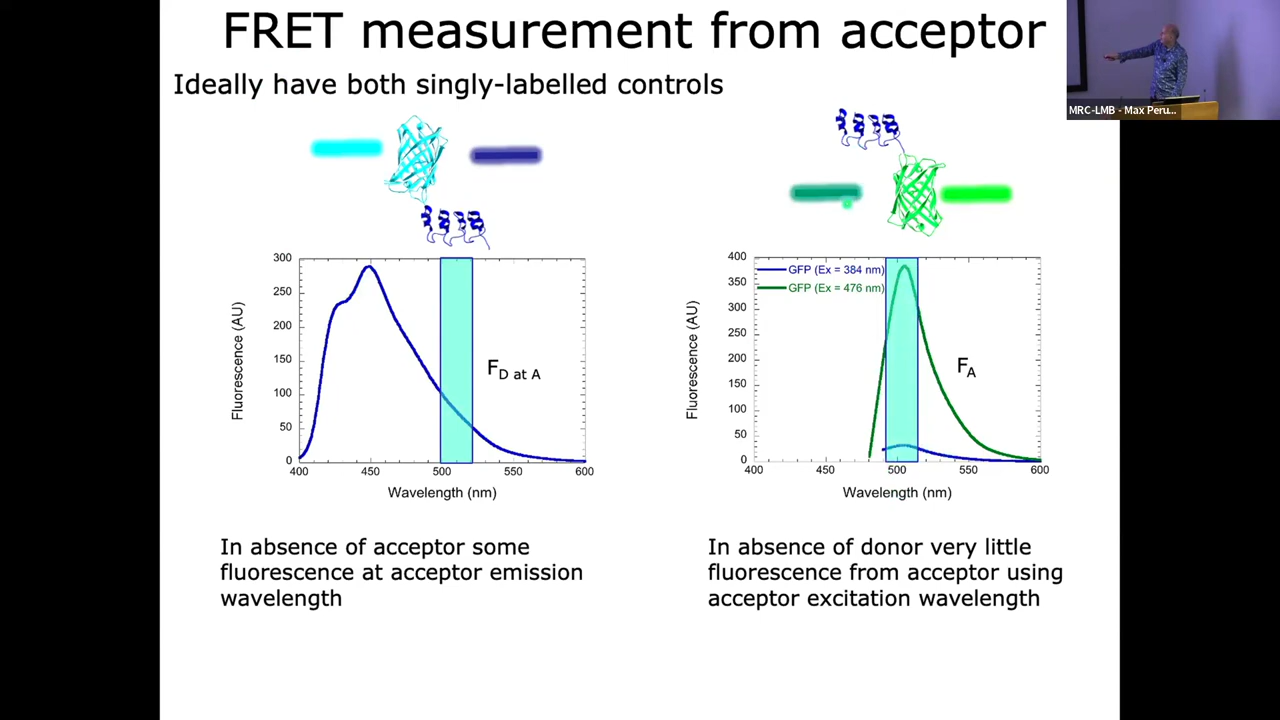 FRET measurement from acceptor
Ideally have both singly-labelled controls
MRC-LMB - Max Peru...
300
250
200
150
100
50
0
400
450
500
550
600
Fluorescence (AU)
Wavelength (nm)
F D at A
400
350
300
250
200
150
100
50
0
400
450
500
550
600
Fluorescence (AU)
Wavelength (nm)
GFP (Ex = 384 nm)
GFP (Ex = 476 nm)
F A
In absence of acceptor some
fluorescence at acceptor emission
wavelength
In absence of donor very little
fluorescence from acceptor using
acceptor excitation wavelength